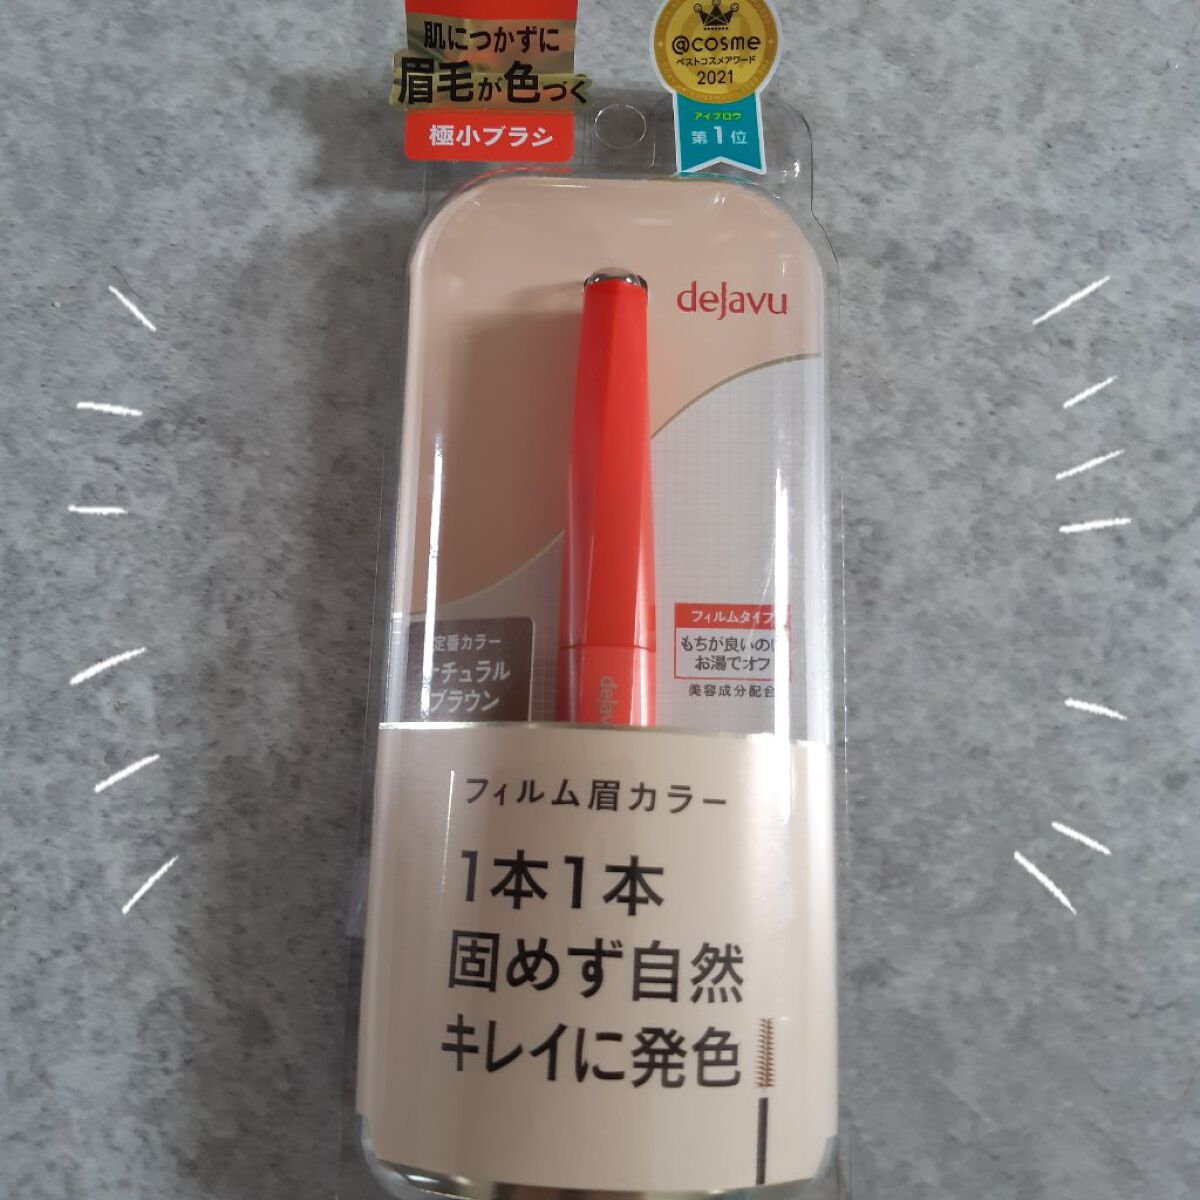 肌につかずに
眉毛が色づく
極小ブラシ
@cosme
ベストコスメアワード
2021
アイブロウ
第1位
dejavu
フィルムタイプ
もちが良いの
お湯でオフ
美容成分配合
定番カラー
ナチュラル
ブラウン
dejav
フィルム眉カラー
1本1本
固めず自然
キレイに発色